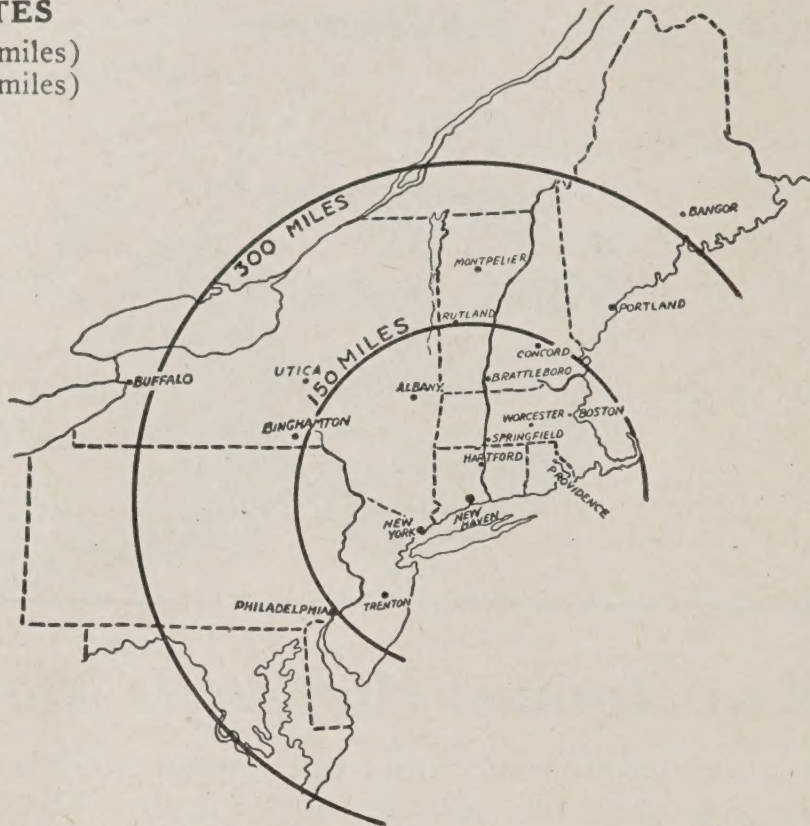 TES
miles)
miles)
300 MILES
BANGOR
MONTPELIER
PORTLAND
RUTLAND
150 MILES
CONCORD
BUFFALO
UTICA
BRATTLEBORO
ALBANY
WORCESTER
BOSTON
BINGHAMTON
SPRINGFIELD
HARTFORD
PROVIDENCE
NEW
HAVEN
NEW
YORK
TRENTON
PHILADELPHIA